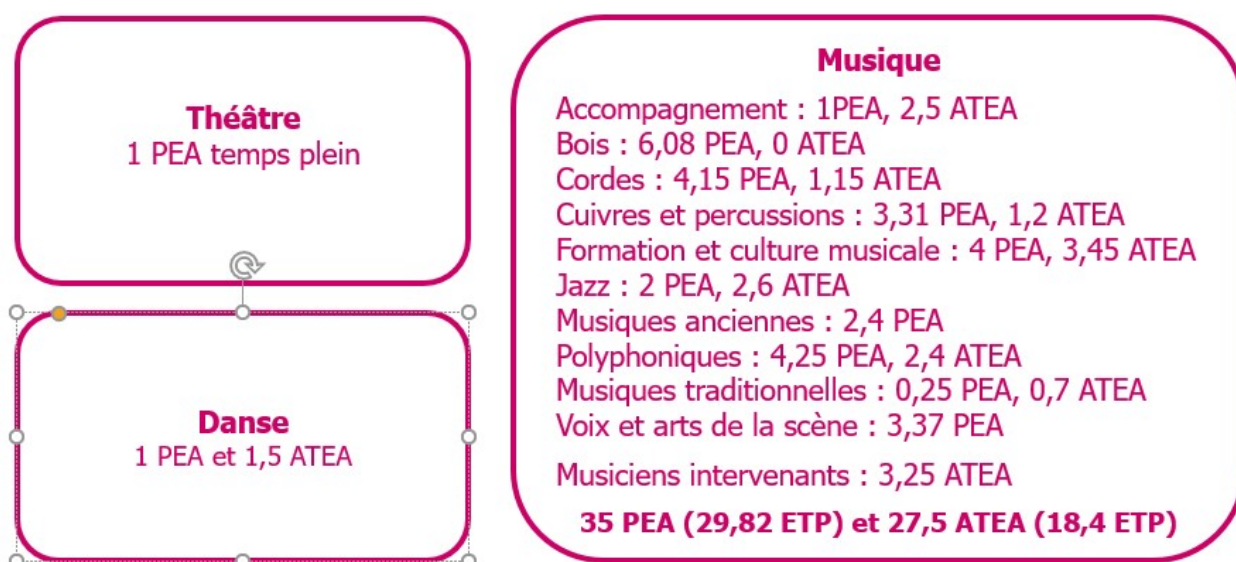 Théâtre
1 PEA temps plein
Danse
1 PEA et 1,5 ATEA
Musique
Accompagnement : 1PEA, 2,5 ATEA
Bois : 6,08 PEA, 0 ATEA
Cordes : 4,15 PEA, 1,15 ATEA
Cuivres et percussions : 3,31 PEA, 1,2 ATEA
Formation et culture musicale : 4 PEA, 3,45 ATEA
Jazz : 2 PEA, 2,6 ATEA
Musiques anciennes : 2,4 PEA
Polyphoniques : 4,25 PEA, 2,4 ATEA
Musiques traditionnelles : 0,25 PEA, 0,7 ATEA
Voix et arts de la scène : 3,37 PEA
Musiciens intervenants : 3,25 ATEA
35 PEA (29,82 ETP) et 27,5 ATEA (18,4 ETP)